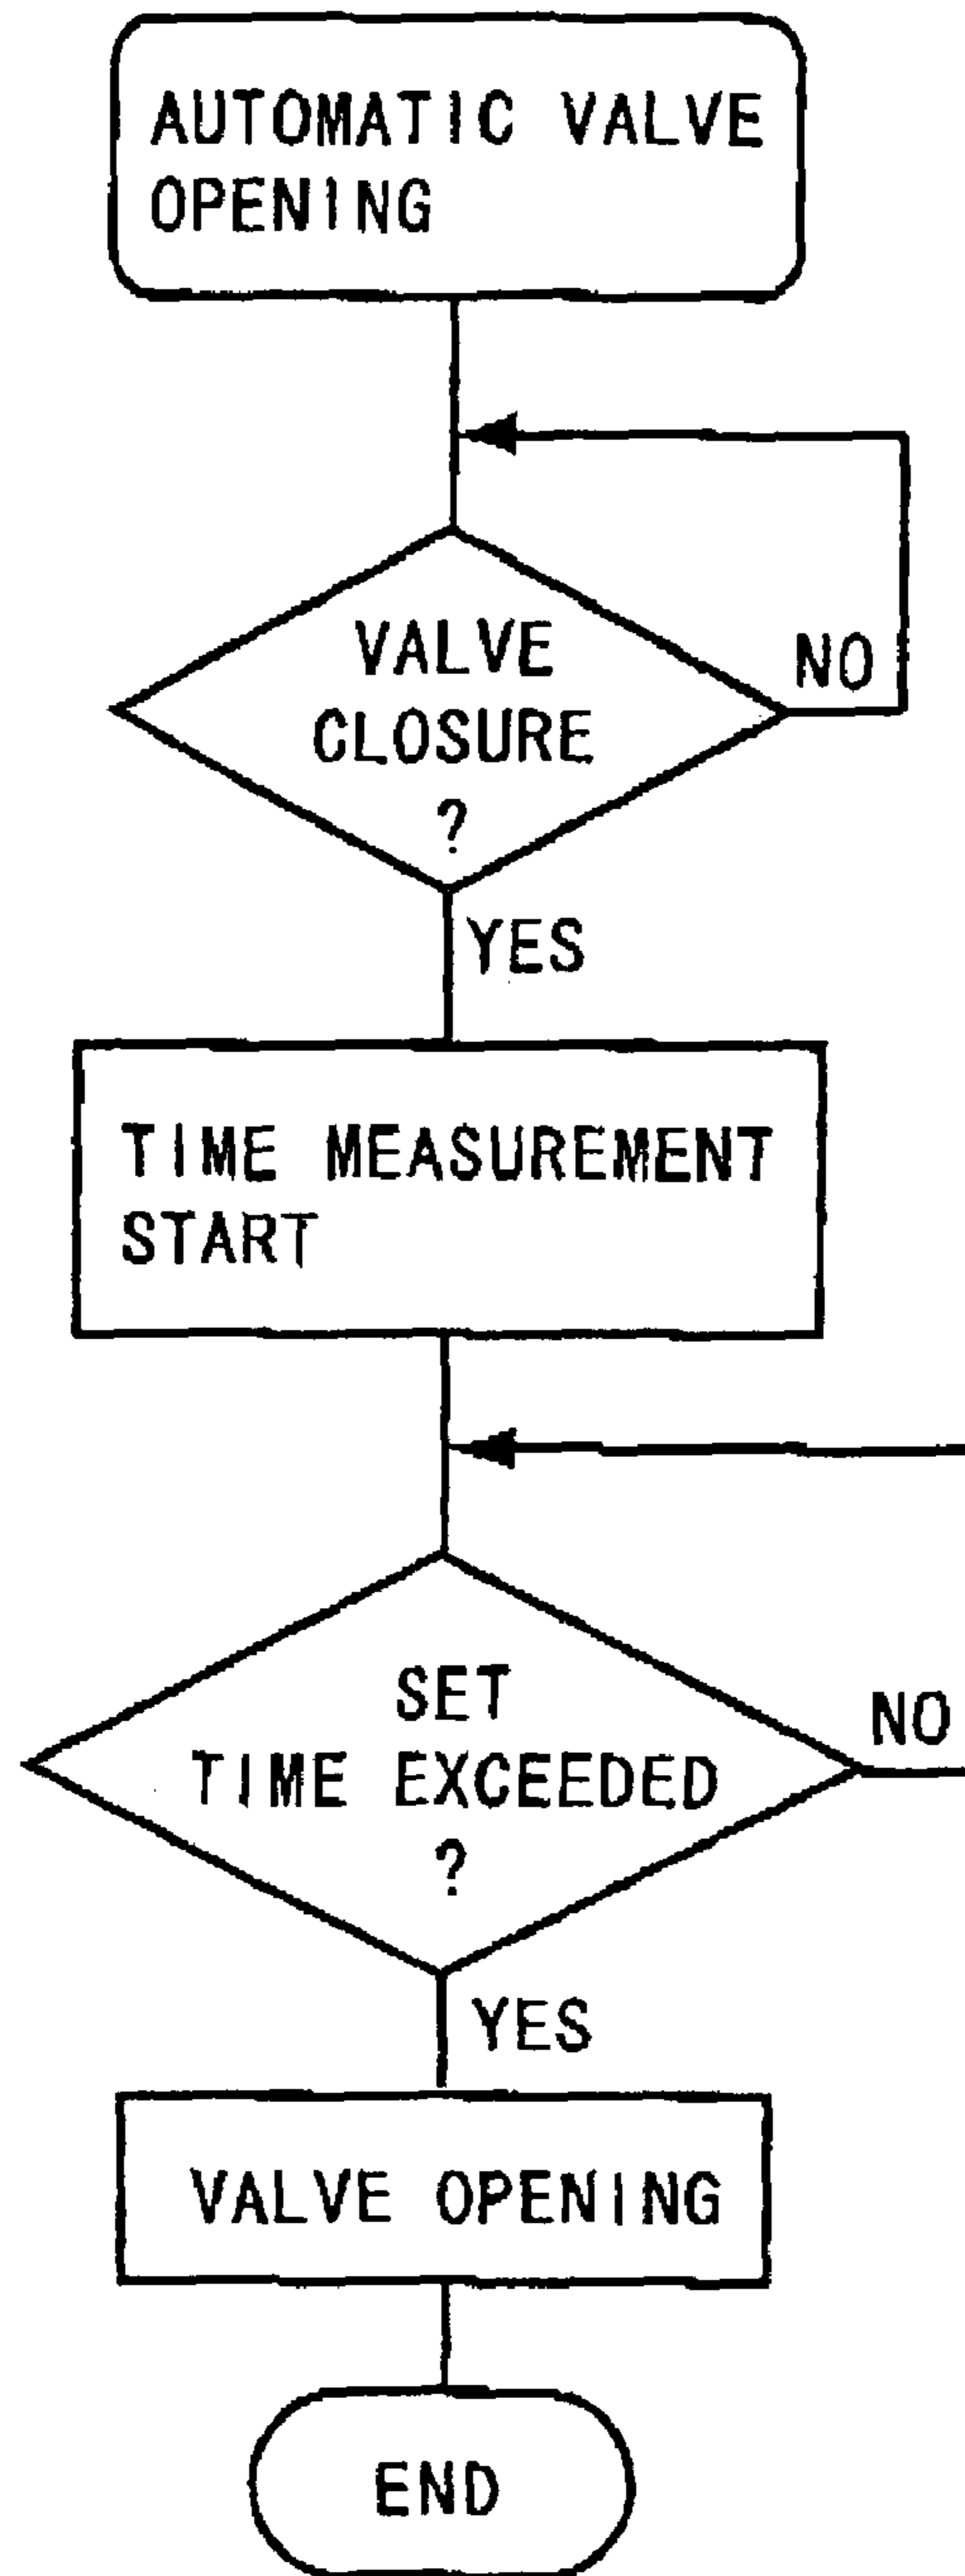 AUTOMATIC VALVE
OPENING
VALVE
CLOSURE
?
NO
YES
TIME MEASUREMENT
START
SET
TIME EXCEEDED
?
NO
YES
VALVE OPENING
END